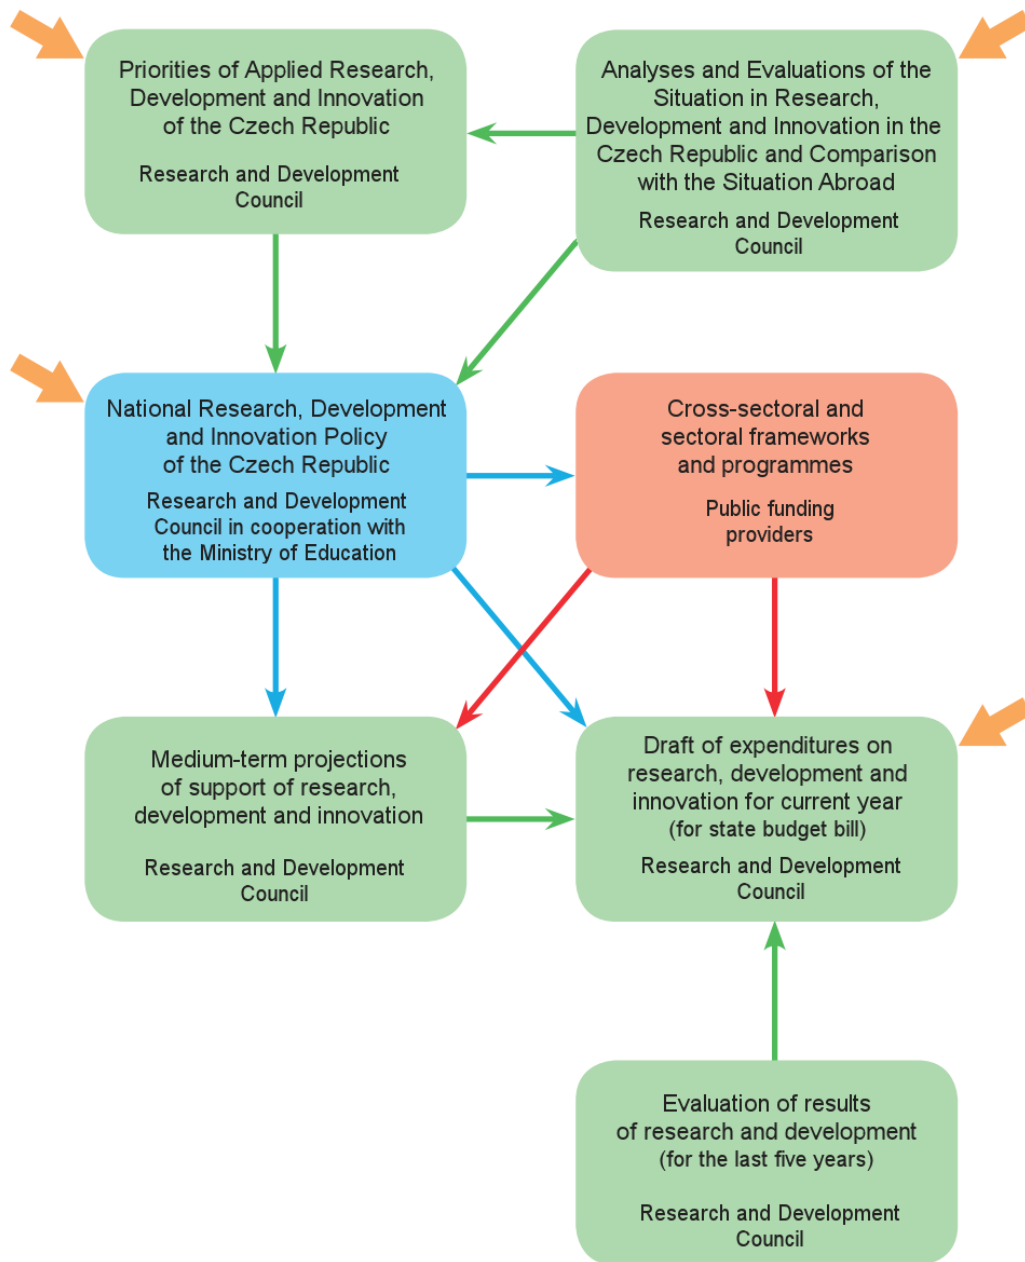 Priorities of Applied Research,
Development and Innovation
of the Czech Republic
Research and Development
Council
Analyses and Evaluations of the
Situation in Research,
Development and Innovation in the
Czech Republic and Comparison
with the Situation Abroad
Research and Development
Council
National Research, Development
and Innovation Policy
of the Czech Republic
Research and Development
Council in cooperation with
the Ministry of Education
Cross-sectoral and
sectoral frameworks
and programmes
Public funding
providers
Medium-term projections
of support of research,
development and innovation
Research and Development
Council
Draft of expenditures on
research, development and
innovation for current year
(for state budget bill)
Research and Development
Council
Evaluation of results
of research and development
(for the last five years)
Research and Development
Council